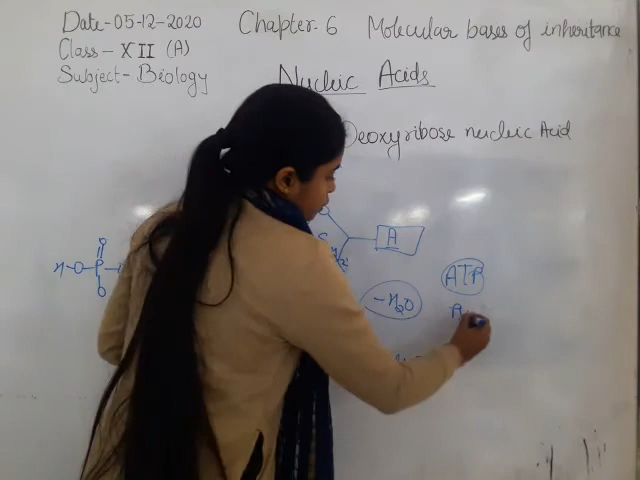 Date-05-12-2020
Chapter-6 Molecular bases of inheritance
Class-XII (A)
Subject-Biology
Nucleic Acids
Deoxyribose nucleic Acid
A
H-O-P-
O
O
ATP
-H2O
A